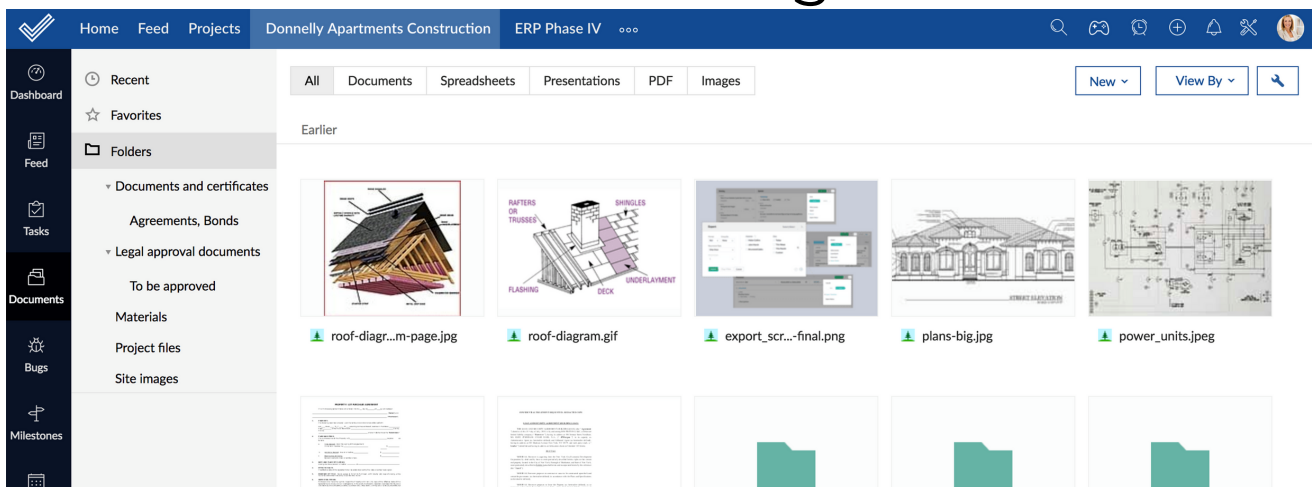 Home Feed Projects Donnelly Apartments Construction ERP Phase IV
Dashboard
Feed
Tasks
Documents
Bugs
Milestones
Recent
Favorites
Folders
Documents and certificates
Agreements, Bonds
Legal approval documents
To be approved
Materials
Project files
Site images
All Documents Spreadsheets Presentations PDF Images
New View By
Earlier
RAFTERS
OR
TRUSSES
SHINGLES
FLASHING
DECK
UNDERLAYMENT
STREET ELEVATION
roof-diagr...m-page.jpg
roof-diagram.gif
export_scr...-final.png
plans-big.jpg
power_units.jpeg